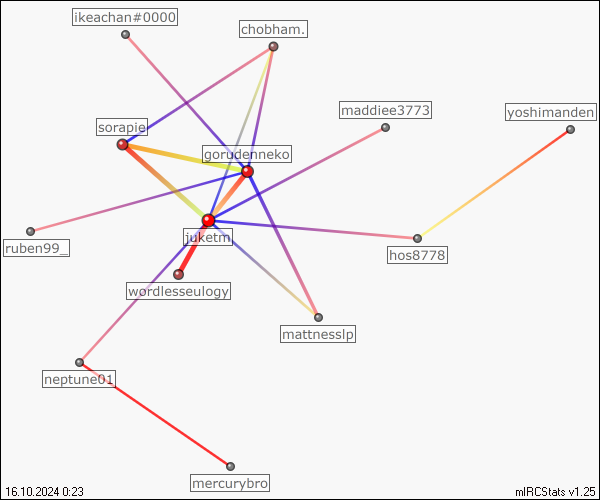 ikeachan#0000
chobham.
maddiee3773
yoshimanden
sorapie
gorudenneko
ruben99_
juketm
hos8778
wordlesseulogy
mattnesslp
neptune01
mercurybro
16.10.2024 0:23
mIRCStats v1.25